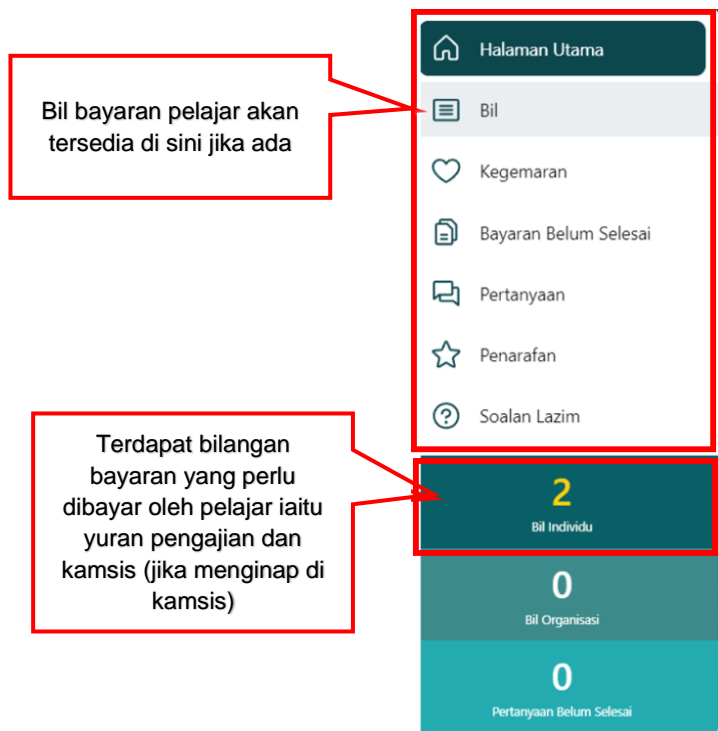 Halaman Utama
Bil bayaran pelajar akan
tersedia di sini jika ada
Bil
Kegemaran
Bayaran Belum Selesai
Pertanyaan
Penarafan
Soalan Lazim
Terdapat bilangan
bayaran yang perlu
dibayar oleh pelajar iaitu
yuran pengajian dan
kamsis (jika menginap di
kamsis)
2
Bil Individu
0
Bil Organisasi
0
Pertanyaan Belum Selesai